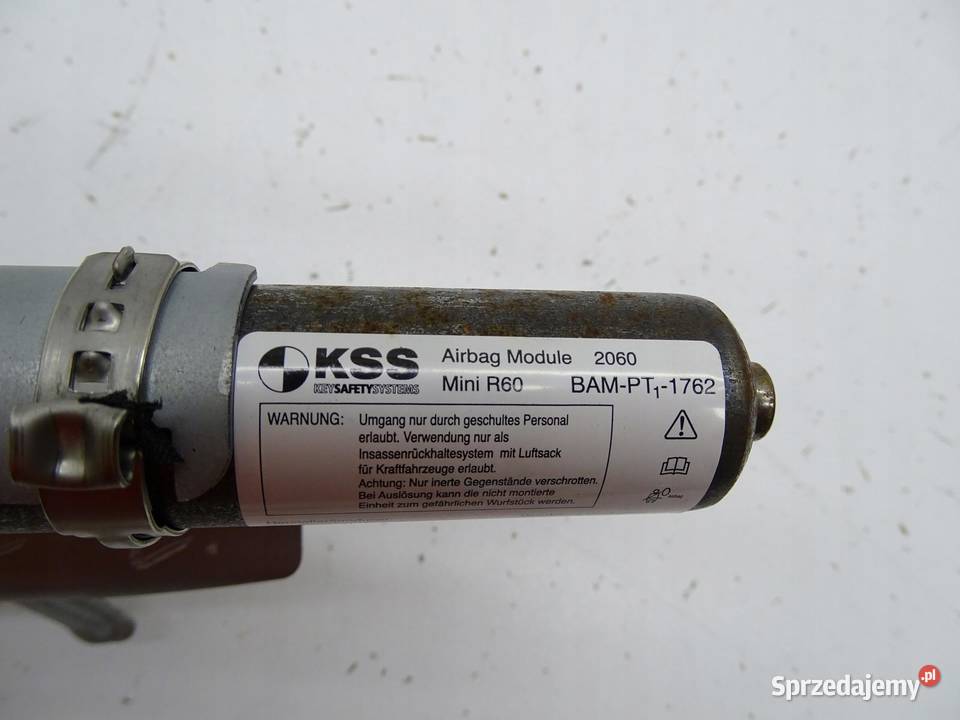 KSS
KEYSAFETYSYSTEMS
Airbag Module 2060
Mini R60 BAM-PT1-1762
WARNUNG: Umgang nur durch geschultes Personal
erlaubt. Verwendung nur als
Insassenrückhaltesystem mit Luftsack
für Kraftfahrzeuge erlaubt.
Achtung: Nur inerte Gegenstände verschrotten.
Bei Auslösung kann die nicht montierte
Einheit zum gefährlichen Wurfstück werden.
Airbag
Sprzedajemy.pl